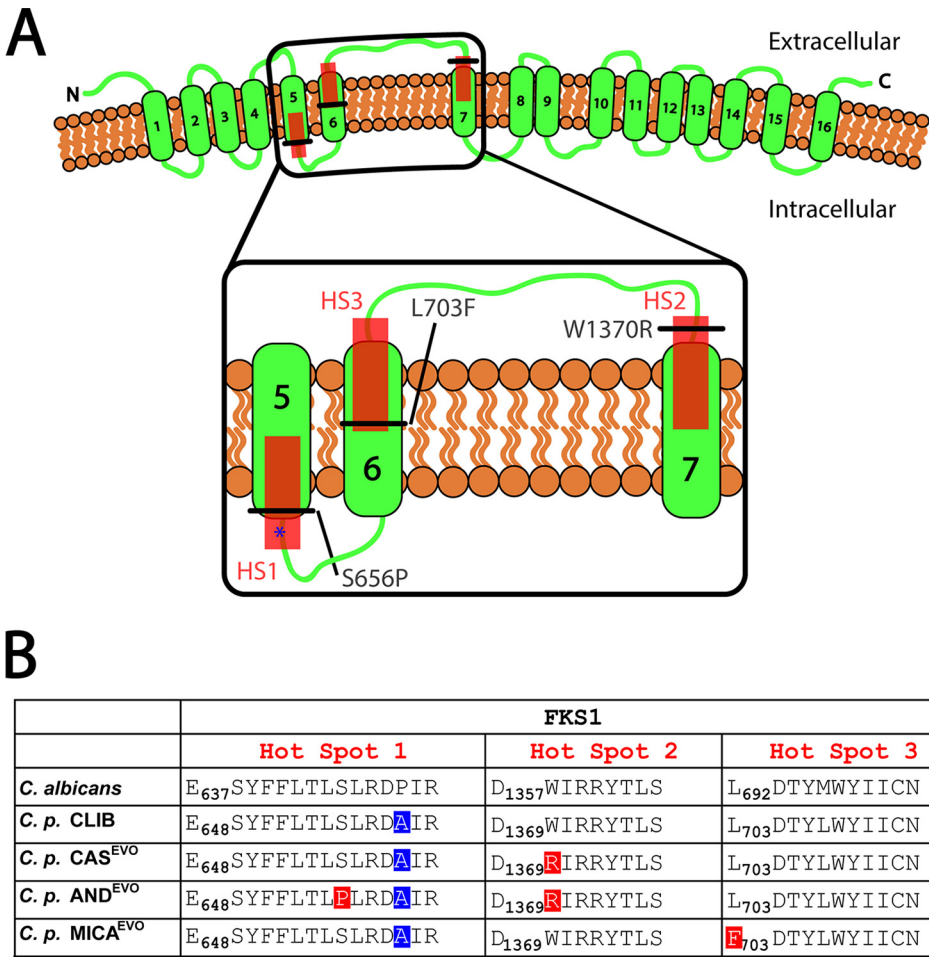 A
Extracellular
N
C
1 2 3 4 5 6 7 8 9 10 11 12 13 14 15 16
Intracellular
HS3
L703F
HS2
W1370R
5
6
7
*
HS1
S656P
B
FKS1
Hot Spot 1 Hot Spot 2 Hot Spot 3
C. albicans E637SYFFLTLSLRDPIR D1357WIRRYTLS L692DTYMWYIICN
C. p. CLIB E648SYFFLTLSLRDAIR D1369WIRRYTLS L703DTYLWYIICN
C. p. CASEVO E648SYFFLTLSLRDAIR D1369RIRRYTLS L703DTYLWYIICN
C. p. ANDEVO E648SYFFLTLPLRDAIR D1369RIRRYTLS L703DTYLWYIICN
C. p. MICAEVO E648SYFFLTLSLRDAIR D1369WIRRYTLS F703DTYLWYIICN